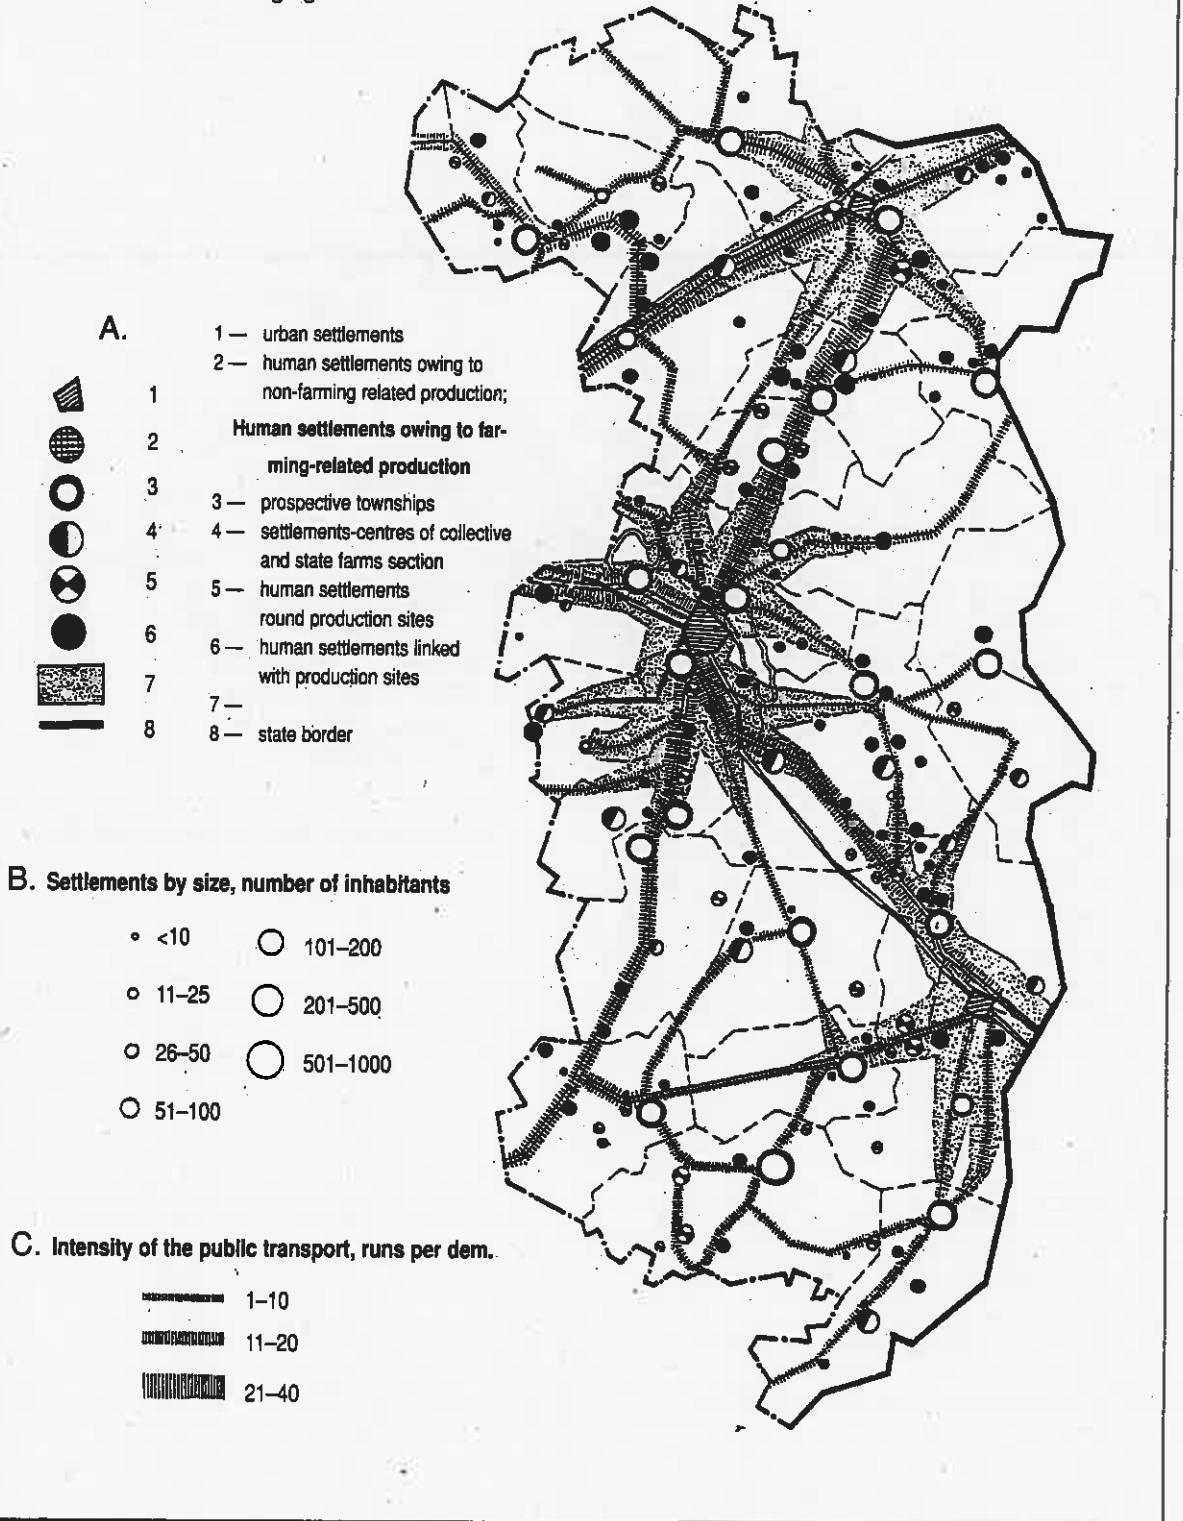 A.
1
2
3
4
5
6
7
8
1 — urban settlements
2 — human settlements owing to
non-farming related production;
Human settlements owing to far-
ming-related production
3 — prospective townships
4 — settlements-centres of collective
and state farms section
5 — human settlements
round production sites
6 — human settlements linked
with production sites
7 —
8 — state border
B. Settlements by size, number of inhabitants
<10
11–25
26–50
51–100
101–200
201–500
501–1000
C. Intensity of the public transport, runs per dem.
1–10
11–20
21–40